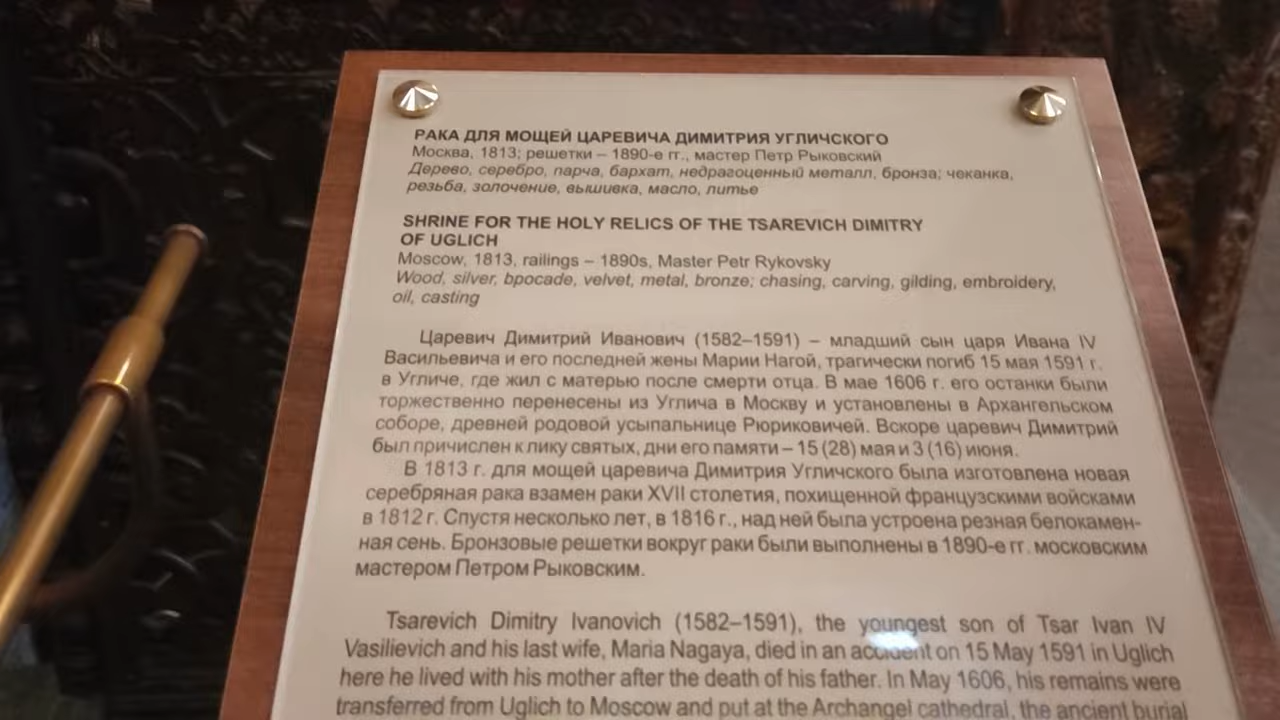 РАКА ДЛЯ МОЩЕЙ ЦАРЕВИЧА ДИМИТРИЯ УГЛИЧСКОГО
Москва, 1813; решетки – 1890-е гг., мастер Петр Рыковский
Дерево, серебро, парча, бархат, недрагоценный металл, бронза; чеканка,
резьба, золочение, вышивка, масло, литье
SHRINE FOR THE HOLY RELICS OF THE TSAREVICH DIMITRY
OF UGLICH
Moscow, 1813, railings – 1890s, Master Petr Rykovsky
Wood, silver, bpocade, velvet, metal, bronze; chasing, carving, gilding, embroidery,
oil, casting
Царевич Димитрий Иванович (1582–1591) – младший сын царя Ивана IV
Васильевича и его последней жены Марии Нагой, трагически погиб 15 мая 1591 г.
в Угличе, где жил с матерью после смерти отца. В мае 1606 г. его останки были
торжественно перенесены из Углича в Москву и установлены в Архангельском
соборе, древней родовой усыпальнице Рюриковичей. Вскоре царевич Димитрий
был причислен к лику святых, дни его памяти – 15 (28) мая и 3 (16) июня.
В 1813 г. для мощей царевича Димитрия Угличского была изготовлена новая
серебряная рака взамен раки XVII столетия, похищенной французскими войсками
в 1812 г. Спустя несколько лет, в 1816 г., над ней была устроена резная белокамен-
ная сень. Бронзовые решетки вокруг раки были выполнены в 1890-е гг. московским
мастером Петром Рыковским.
Tsarevich Dimitry Ivanovich (1582–1591), the youngest son of Tsar Ivan IV
Vasilievich and his last wife, Maria Nagaya, died in an accident on 15 May 1591 in Uglich
here he lived with his mother after the death of his father. In May 1606, his remains were
transferred from Uglich to Moscow and put at the Archangel cathedral, the ancient burial